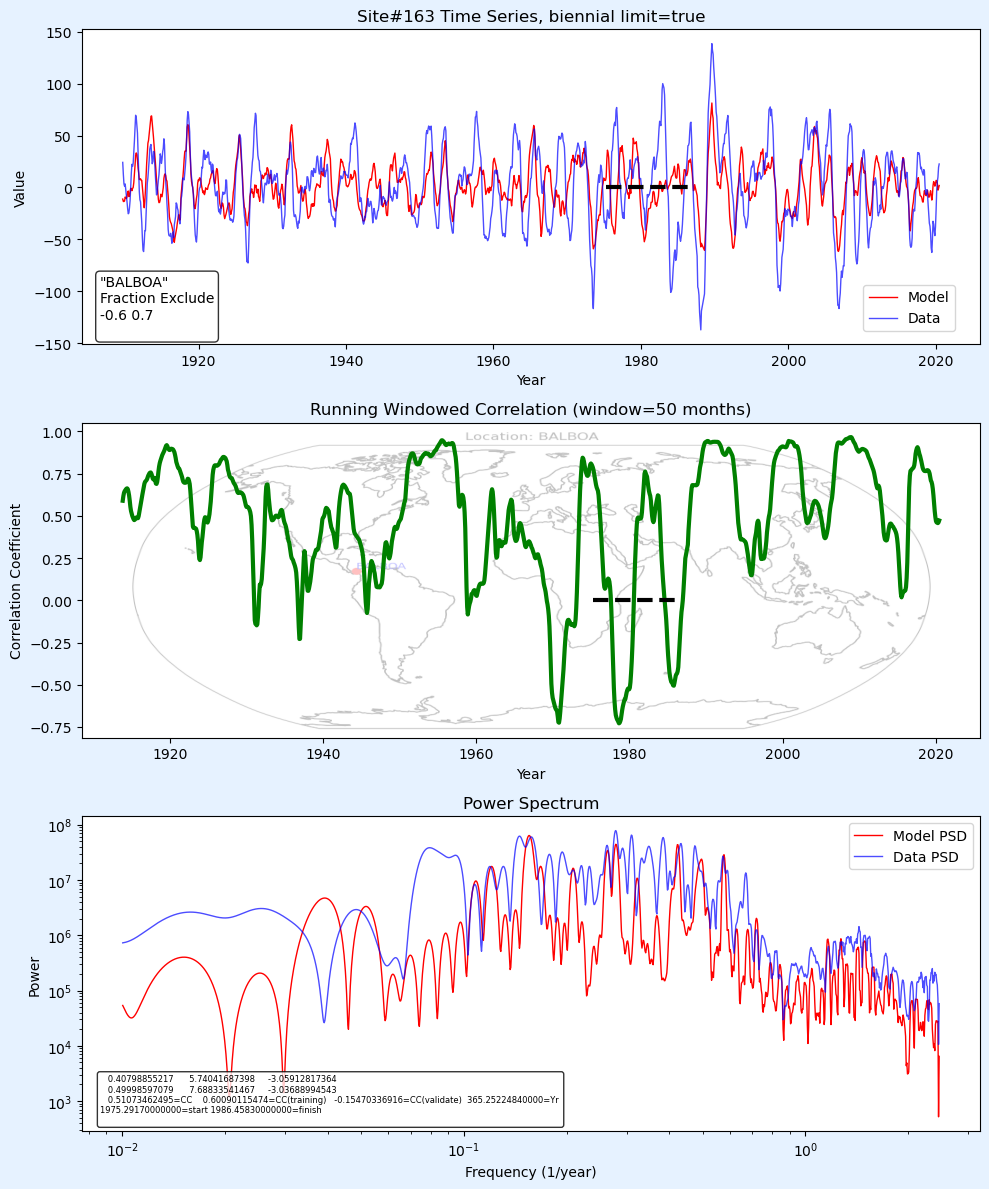 Site#163 Time Series, biennial limit=true
150
100
50
0
−50
−100
−150
Value
"BALBOA"
Fraction Exclude
-0.6 0.7
Model
Data
1920
1940
1960
1980
2000
2020
Year
Running Windowed Correlation (window=50 months)
Location: BALBOA
1.00
0.75
0.50
0.25
0.00
−0.25
−0.50
−0.75
Correlation Coefficient
BALBOA
1920
1940
1960
1980
2000
2020
Year
Power Spectrum
10^8
10^7
10^6
10^5
10^4
10^3
Power
Model PSD
Data PSD
0.40798855217 5.74041687398 -3.05912817364
0.49998597079 7.68833541467 -3.03688994543
0.51073462495=CC 0.60090115474=CC(training) -0.15470336916=CC(validate) 365.25224840000=Yr
1975.29170000000=start 1986.45830000000=finish
10^−2
10^−1
10^0
Frequency (1/year)